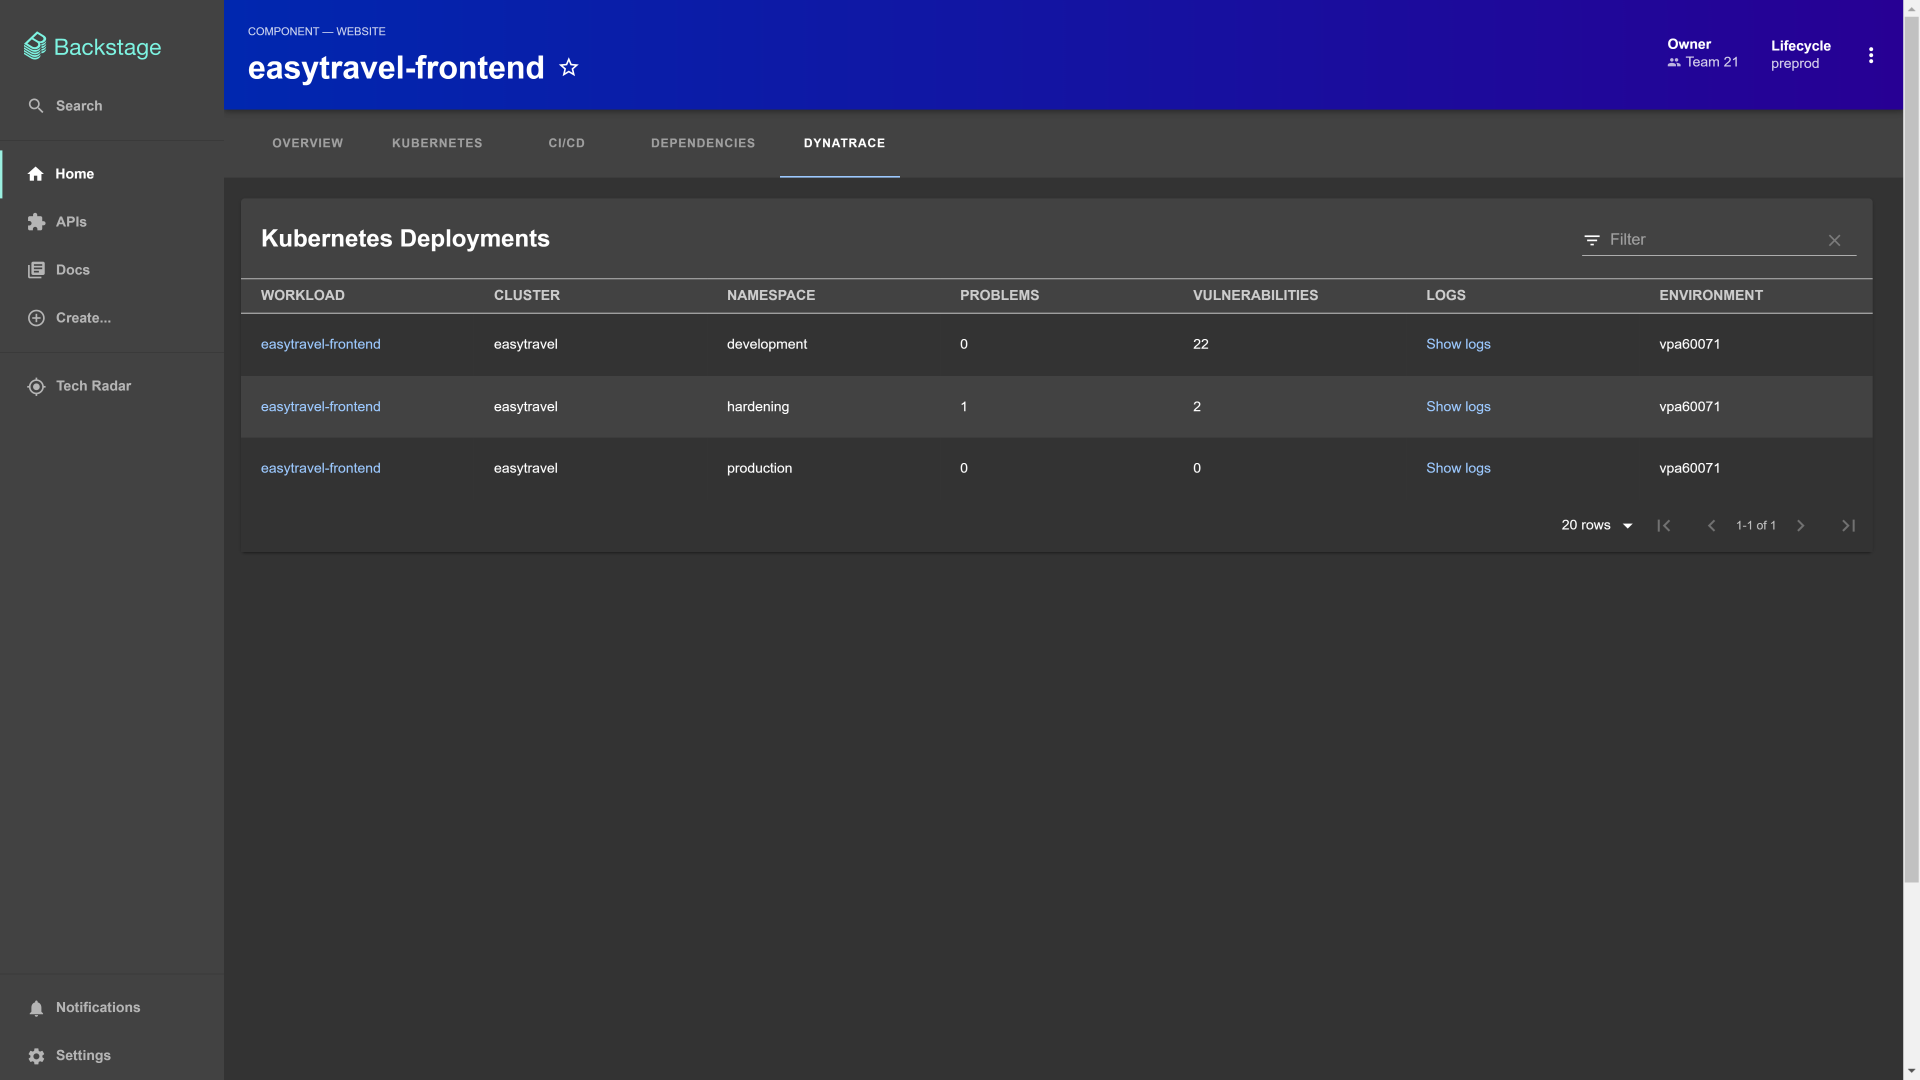 Backstage
Search
Home
APIs
Docs
Create...
Tech Radar
Notifications
Settings
COMPONENT — WEBSITE
easytravel-frontend
Owner
Team 21
Lifecycle
preprod
OVERVIEW KUBERNETES CI/CD DEPENDENCIES DYNATRACE
Kubernetes Deployments
Filter
WORKLOAD CLUSTER NAMESPACE PROBLEMS VULNERABILITIES LOGS ENVIRONMENT
easytravel-frontend easytravel development 0 22 Show logs vpa60071
easytravel-frontend easytravel hardening 1 2 Show logs vpa60071
easytravel-frontend easytravel production 0 0 Show logs vpa60071
20 rows 1-1 of 1